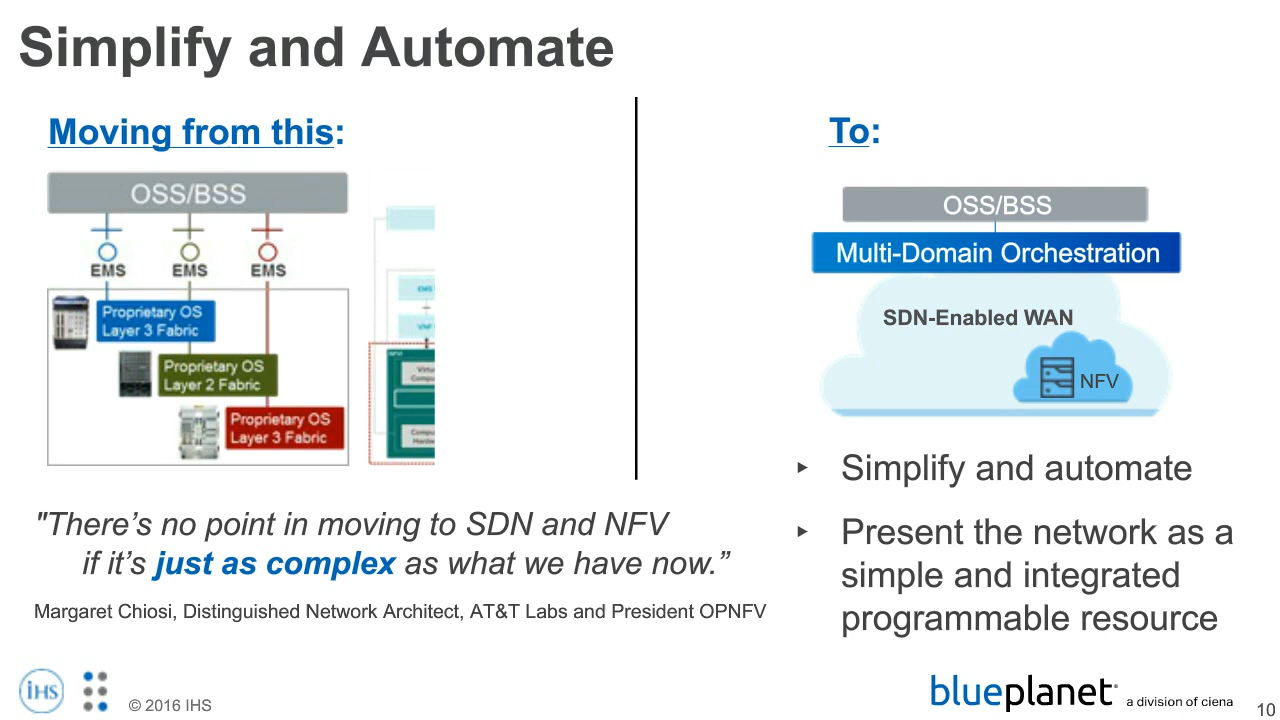 Simplify and Automate
Moving from this:
OSS/BSS
EMS
EMS
EMS
Proprietary OS
Layer 3 Fabric
Proprietary OS
Layer 2 Fabric
Proprietary OS
Layer 3 Fabric
"There’s no point in moving to SDN and NFV
if it’s just as complex as what we have now.”
Margaret Chiosi, Distinguished Network Architect, AT&T Labs and President OPNFV
To:
OSS/BSS
Multi-Domain Orchestration
SDN-Enabled WAN
NFV
‣ Simplify and automate
‣ Present the network as a
simple and integrated
programmable resource
iHS
© 2016 IHS
blueplanet a division of ciena
10